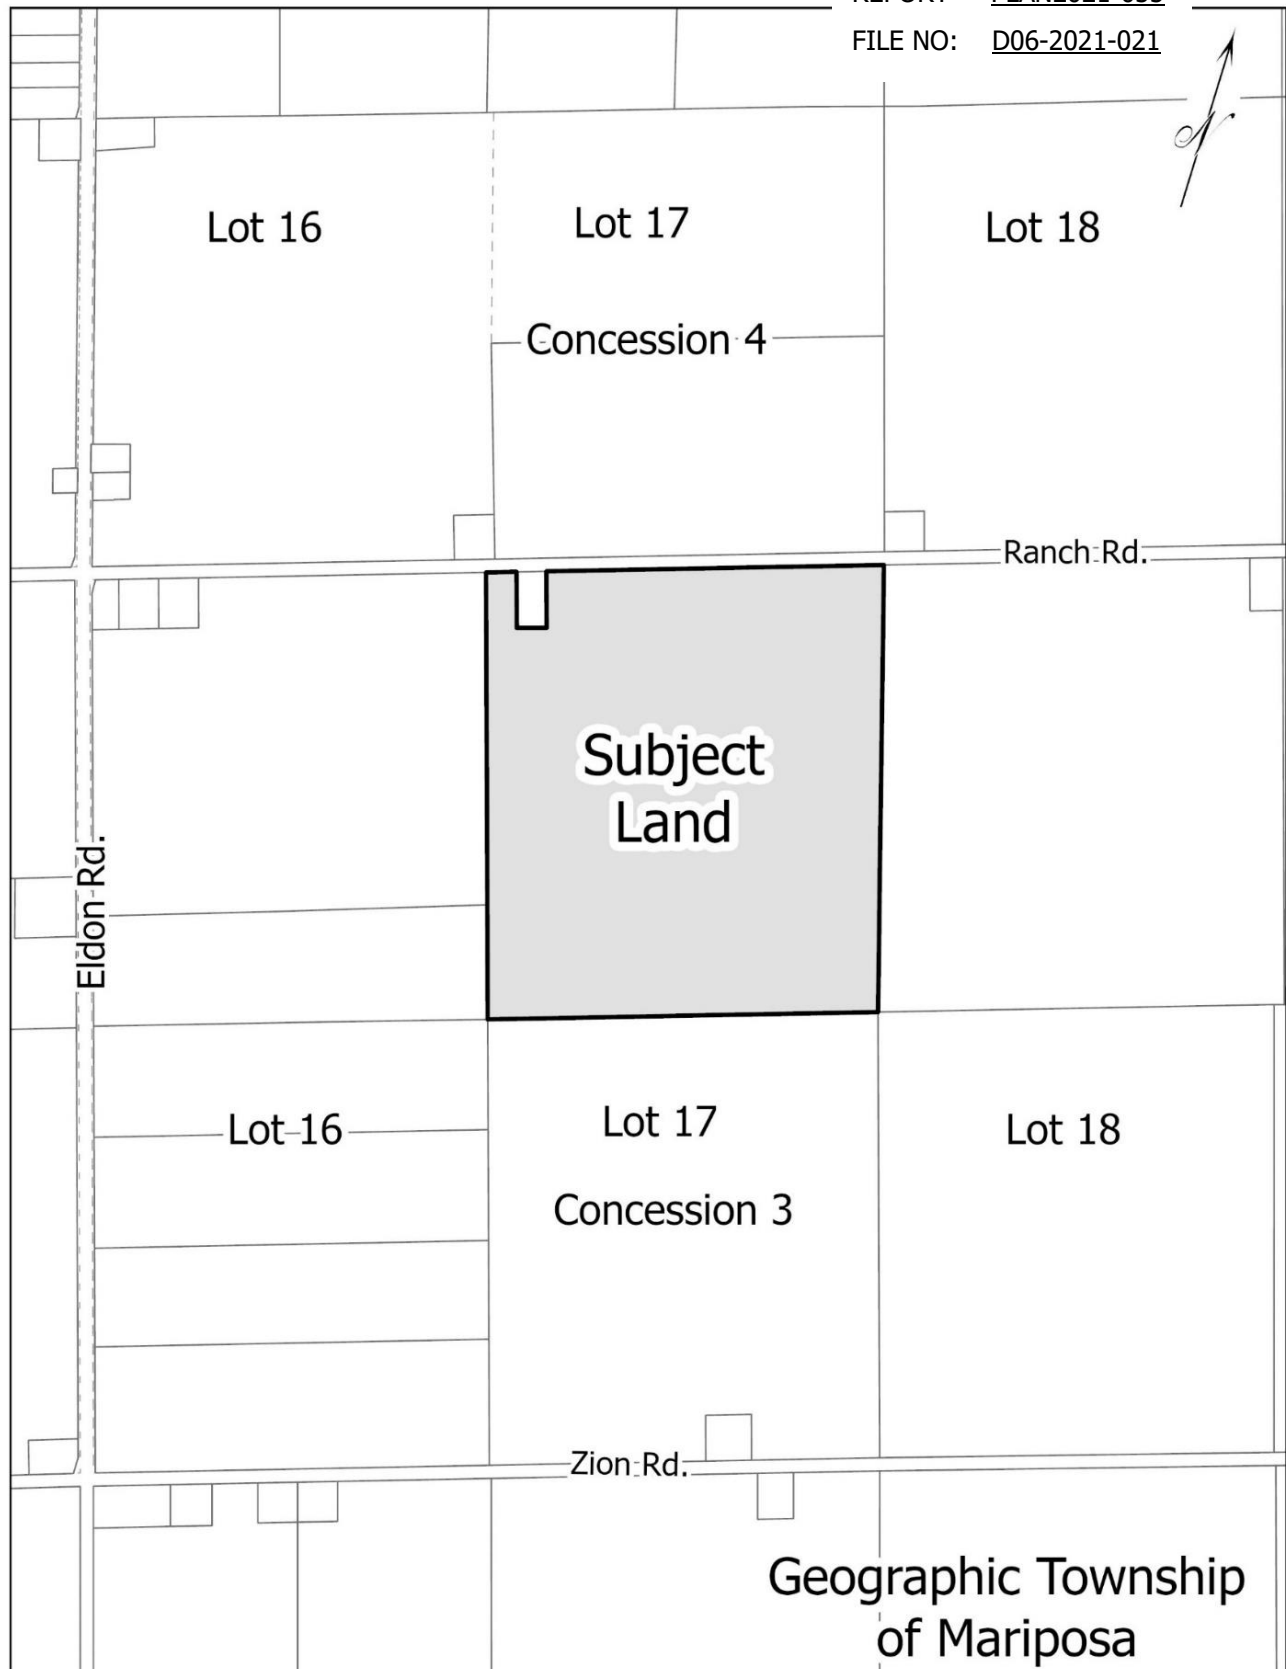 FILE NO: D06-2021-021
Lot 16
Lot 17
Lot 18
Concession 4
Ranch Rd.
Subject
Land
Eldon Rd.
Lot 16
Lot 17
Lot 18
Concession 3
Zion Rd.
Geographic Township
of Mariposa